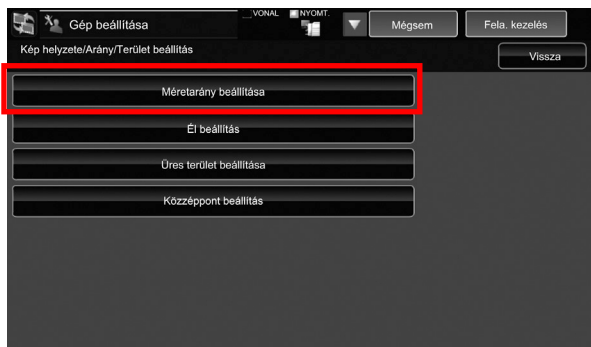 Gép beállítása
VONAL
NYOMT.
Mégsem
Fela. kezelés
Kép helyzete/Arány/Terület beállítás
Vissza
Méretarány beállítása
Él beállítás
Üres terület beállítása
Középpont beállítás